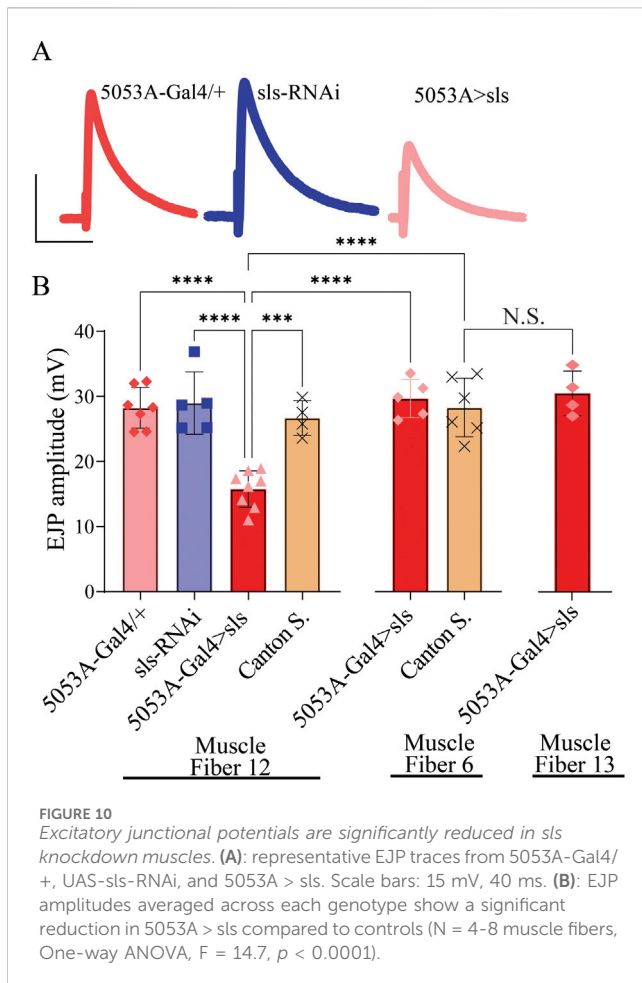 A
5053A-Gal4/+
sls-RNAi
5053A>sls
B
****
****
****
****
***
N.S.
EJP amplitude (mV)
40
30
20
10
0
5053A-Gal4/+
sls-RNAi
5053A-Gal4>sls
Canton S.
5053A-Gal4>sls
Canton S.
5053A-Gal4>sls
Muscle
Fiber 12
Muscle
Fiber 6
Muscle
Fiber 13
FIGURE 10
Excitatory junctional potentials are significantly reduced in sls
knockdown muscles. (A): representative EJP traces from 5053A-Gal4/
+, UAS-sls-RNAi, and 5053A > sls. Scale bars: 15 mV, 40 ms. (B): EJP
amplitudes averaged across each genotype show a significant
reduction in 5053A > sls compared to controls (N = 4-8 muscle fibers,
One-way ANOVA, F = 14.7, p < 0.0001).